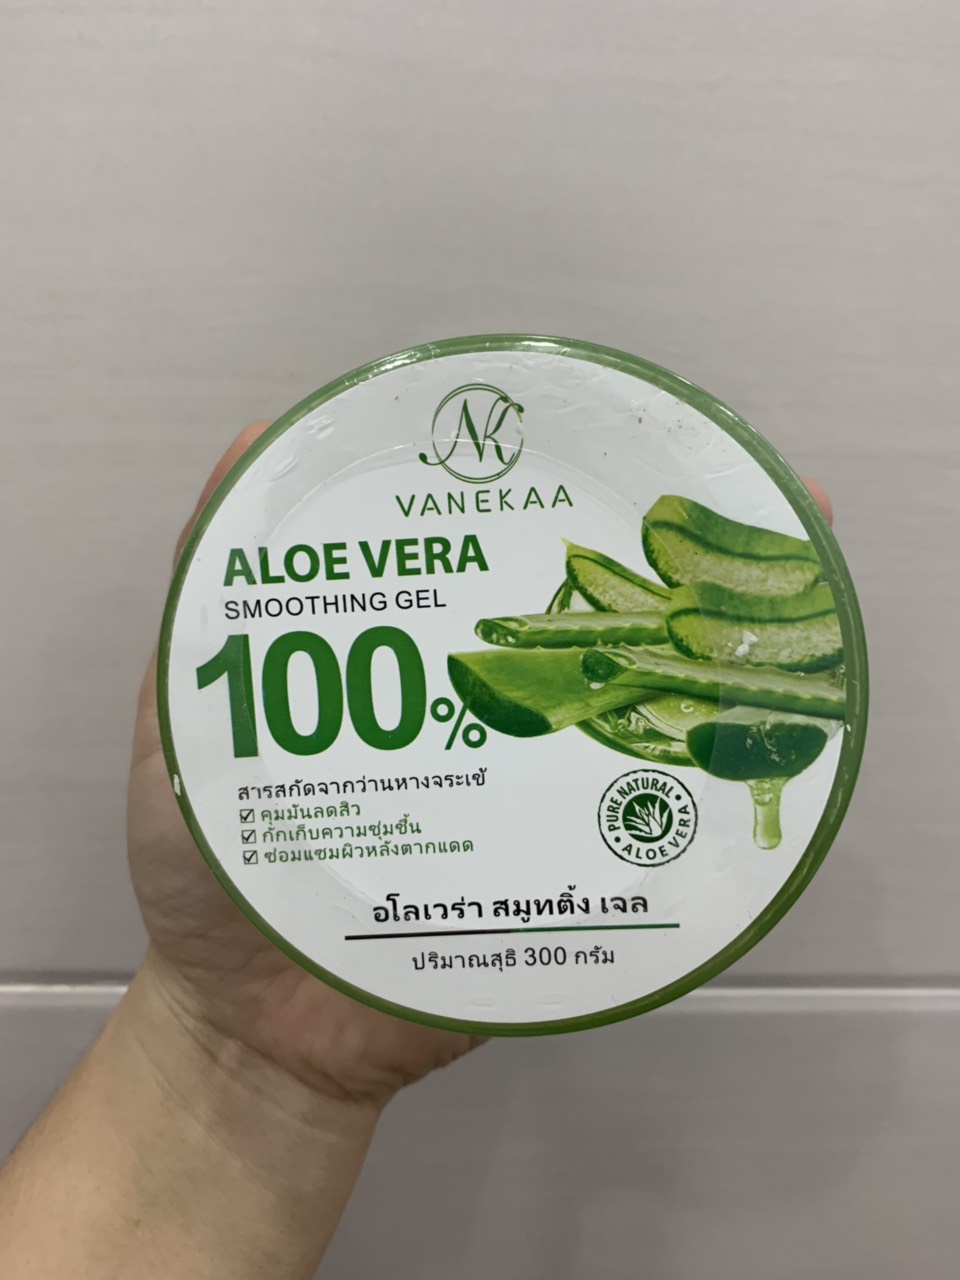 NK
VANEKAA
ALOE VERA
SMOOTHING GEL
100%
สารสกัดจากว่านหางจระเข้
☑ คุมมันลดสิว
☑ กักเก็บความชุ่มชื้น
☑ ซ่อมแซมผิวหลังตากแดด
PURE NATURAL
ALOE VERA
อโลเวร่า สมูทติ้ง เจล
ปริมาณสุธิ 300 กรัม